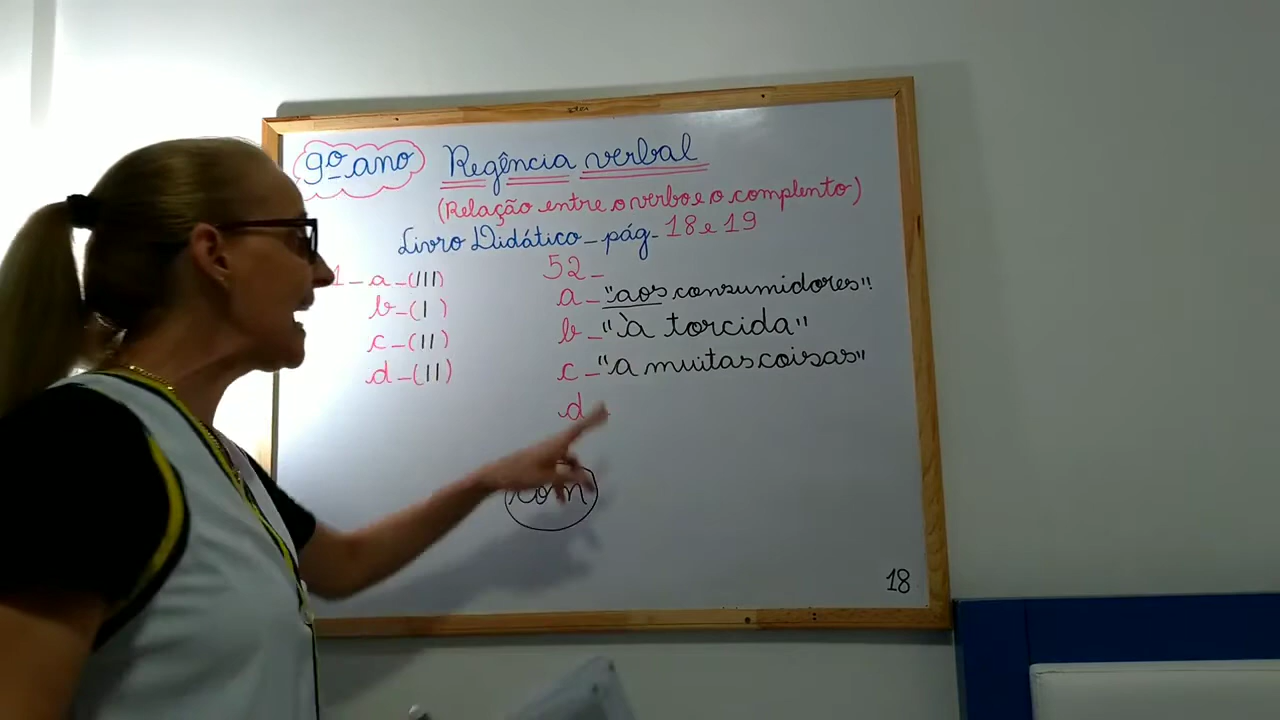 9º ano Regência verbal
(Relação entre o verbo e o complento)
Livro Didático - pág - 18 e 19
1 - a - (III)
b - (I)
c - (II)
d - (II)
52 -
a - "aos consumidores"!
b - "à torcida"
c - "a muitas coisas"
d
com
18